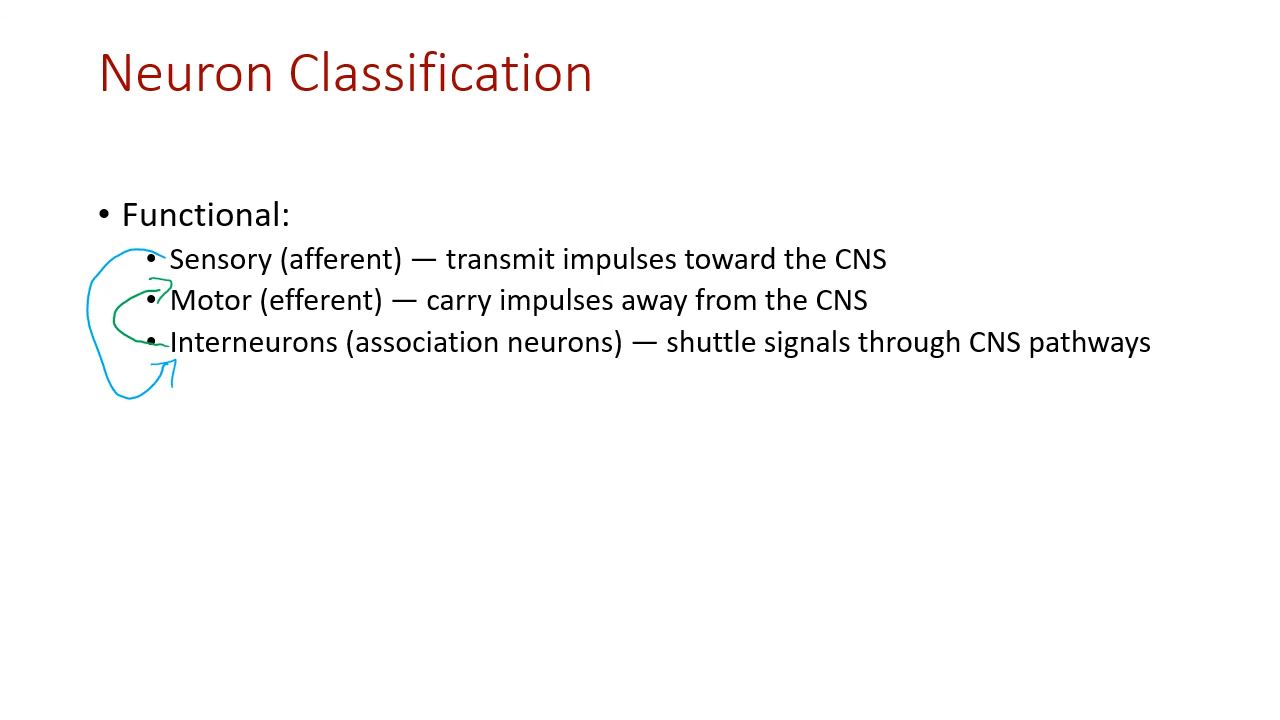 Neuron Classification
• Functional:
• Sensory (afferent) — transmit impulses toward the CNS
• Motor (efferent) — carry impulses away from the CNS
• Interneurons (association neurons) — shuttle signals through CNS pathways